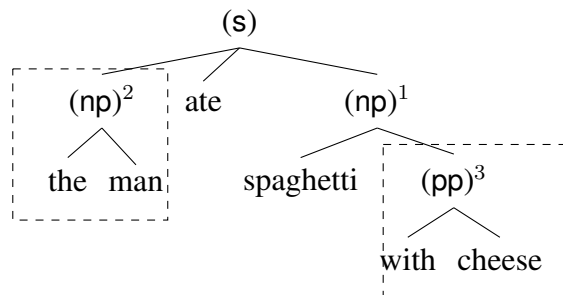 (s)
(np)² ate (np)¹
the man spaghetti (pp)³
with cheese